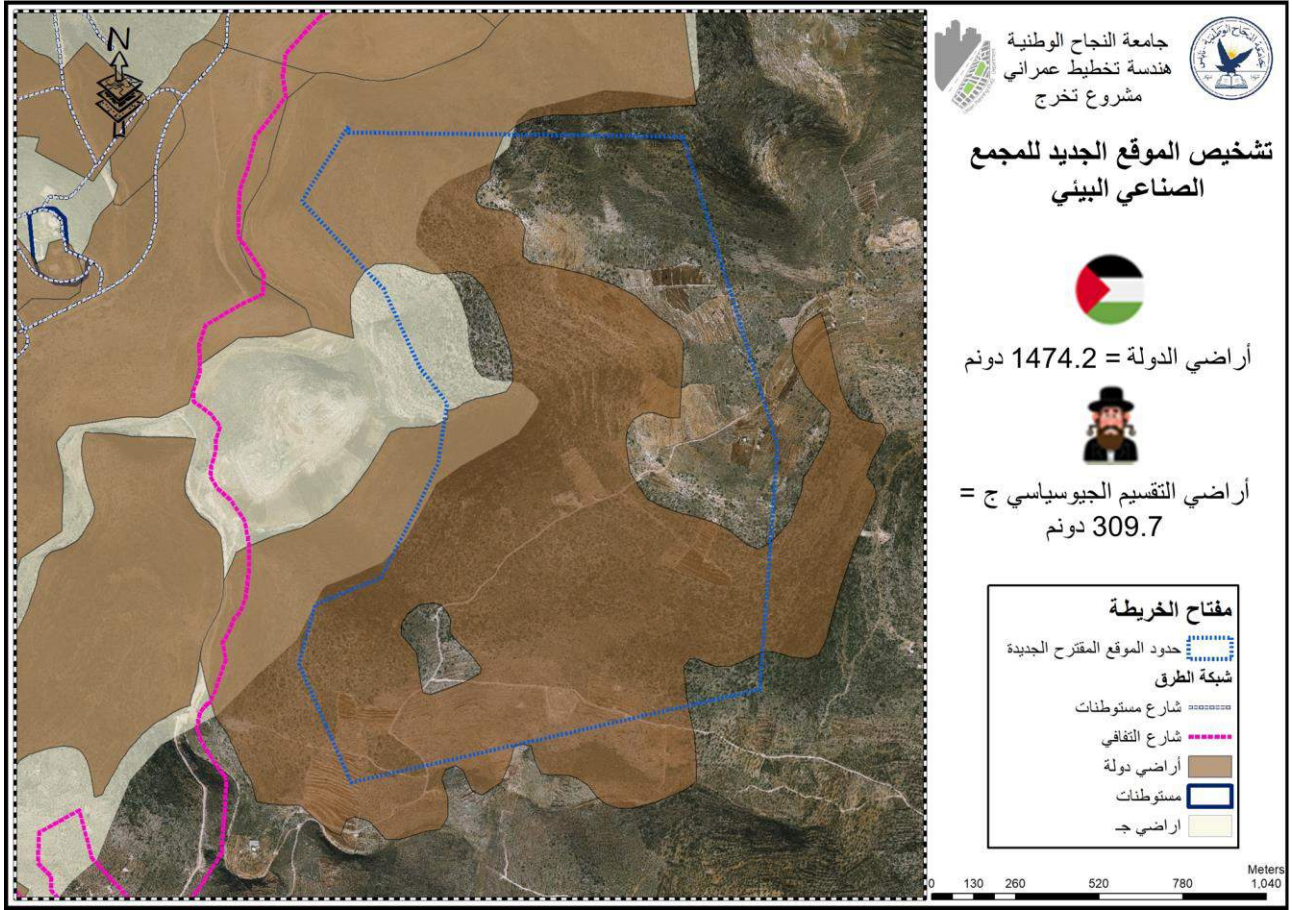 N
جامعة النجاح الوطنية
هندسة تخطيط عمراني
مشروع تخرج
تشخيص الموقع الجديد للمجمع
الصناعي البيئي
أراضي الدولة = 1474.2 دونم
أراضي التقسيم الجيوسياسي ج =
309.7 دونم
مفتاح الخريطة
حدود الموقع المقترح الجديدة
شبكة الطرق
شارع مستوطنات
شارع التفافي
أراضي دولة
مستوطنات
اراضي جـ
Meters
0 130 260 520 780 1,040